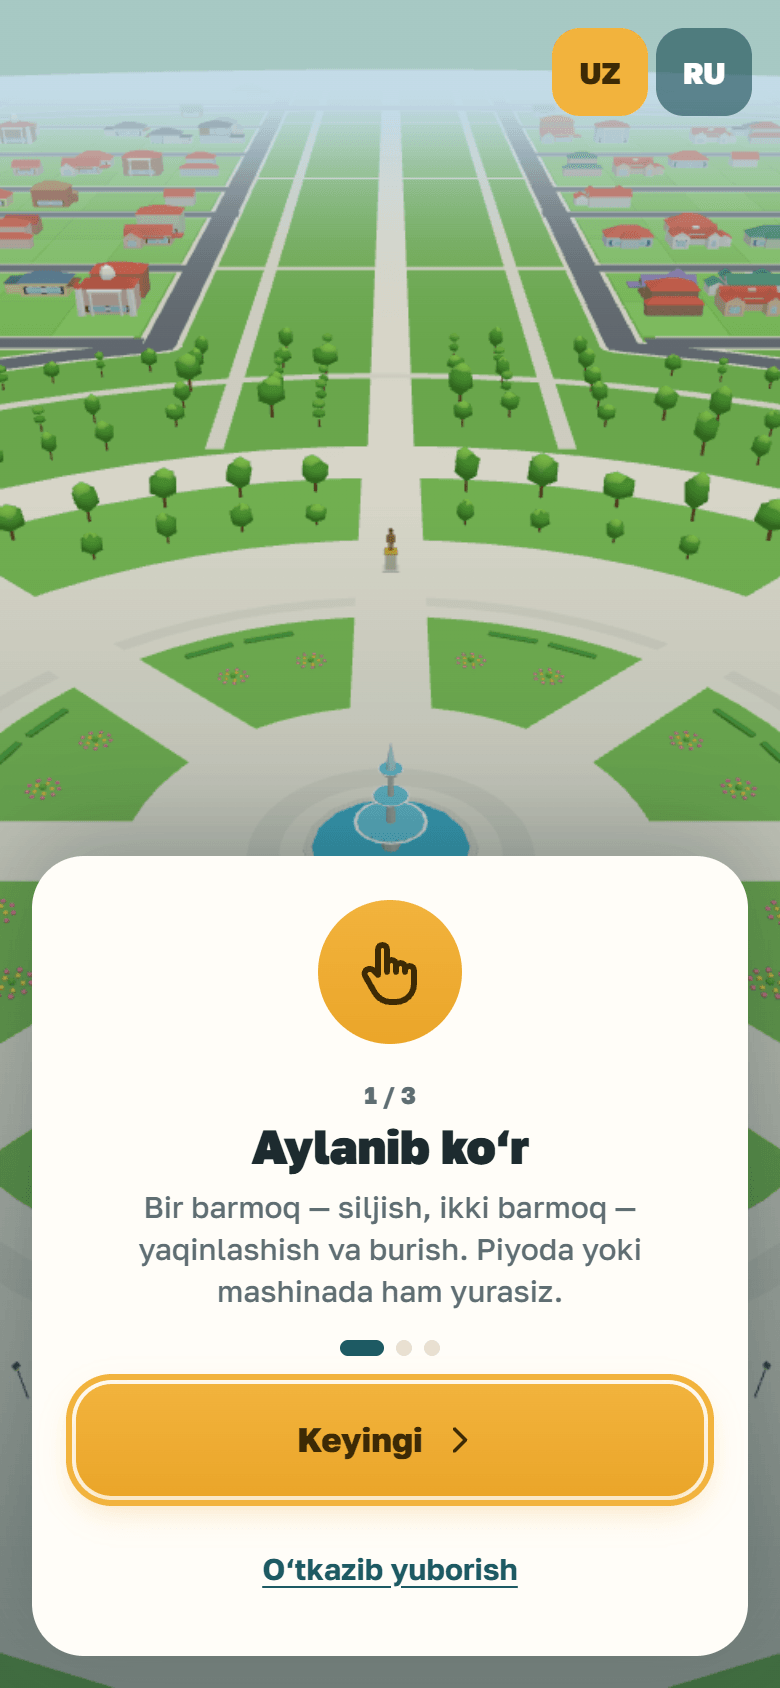 UZ RU
1 / 3
Aylanib ko‘r
Bir barmoq — siljish, ikki barmoq —
yaqinlashish va burish. Piyoda yoki
mashinada ham yurasiz.
Keyingi
O‘tkazib yuborish